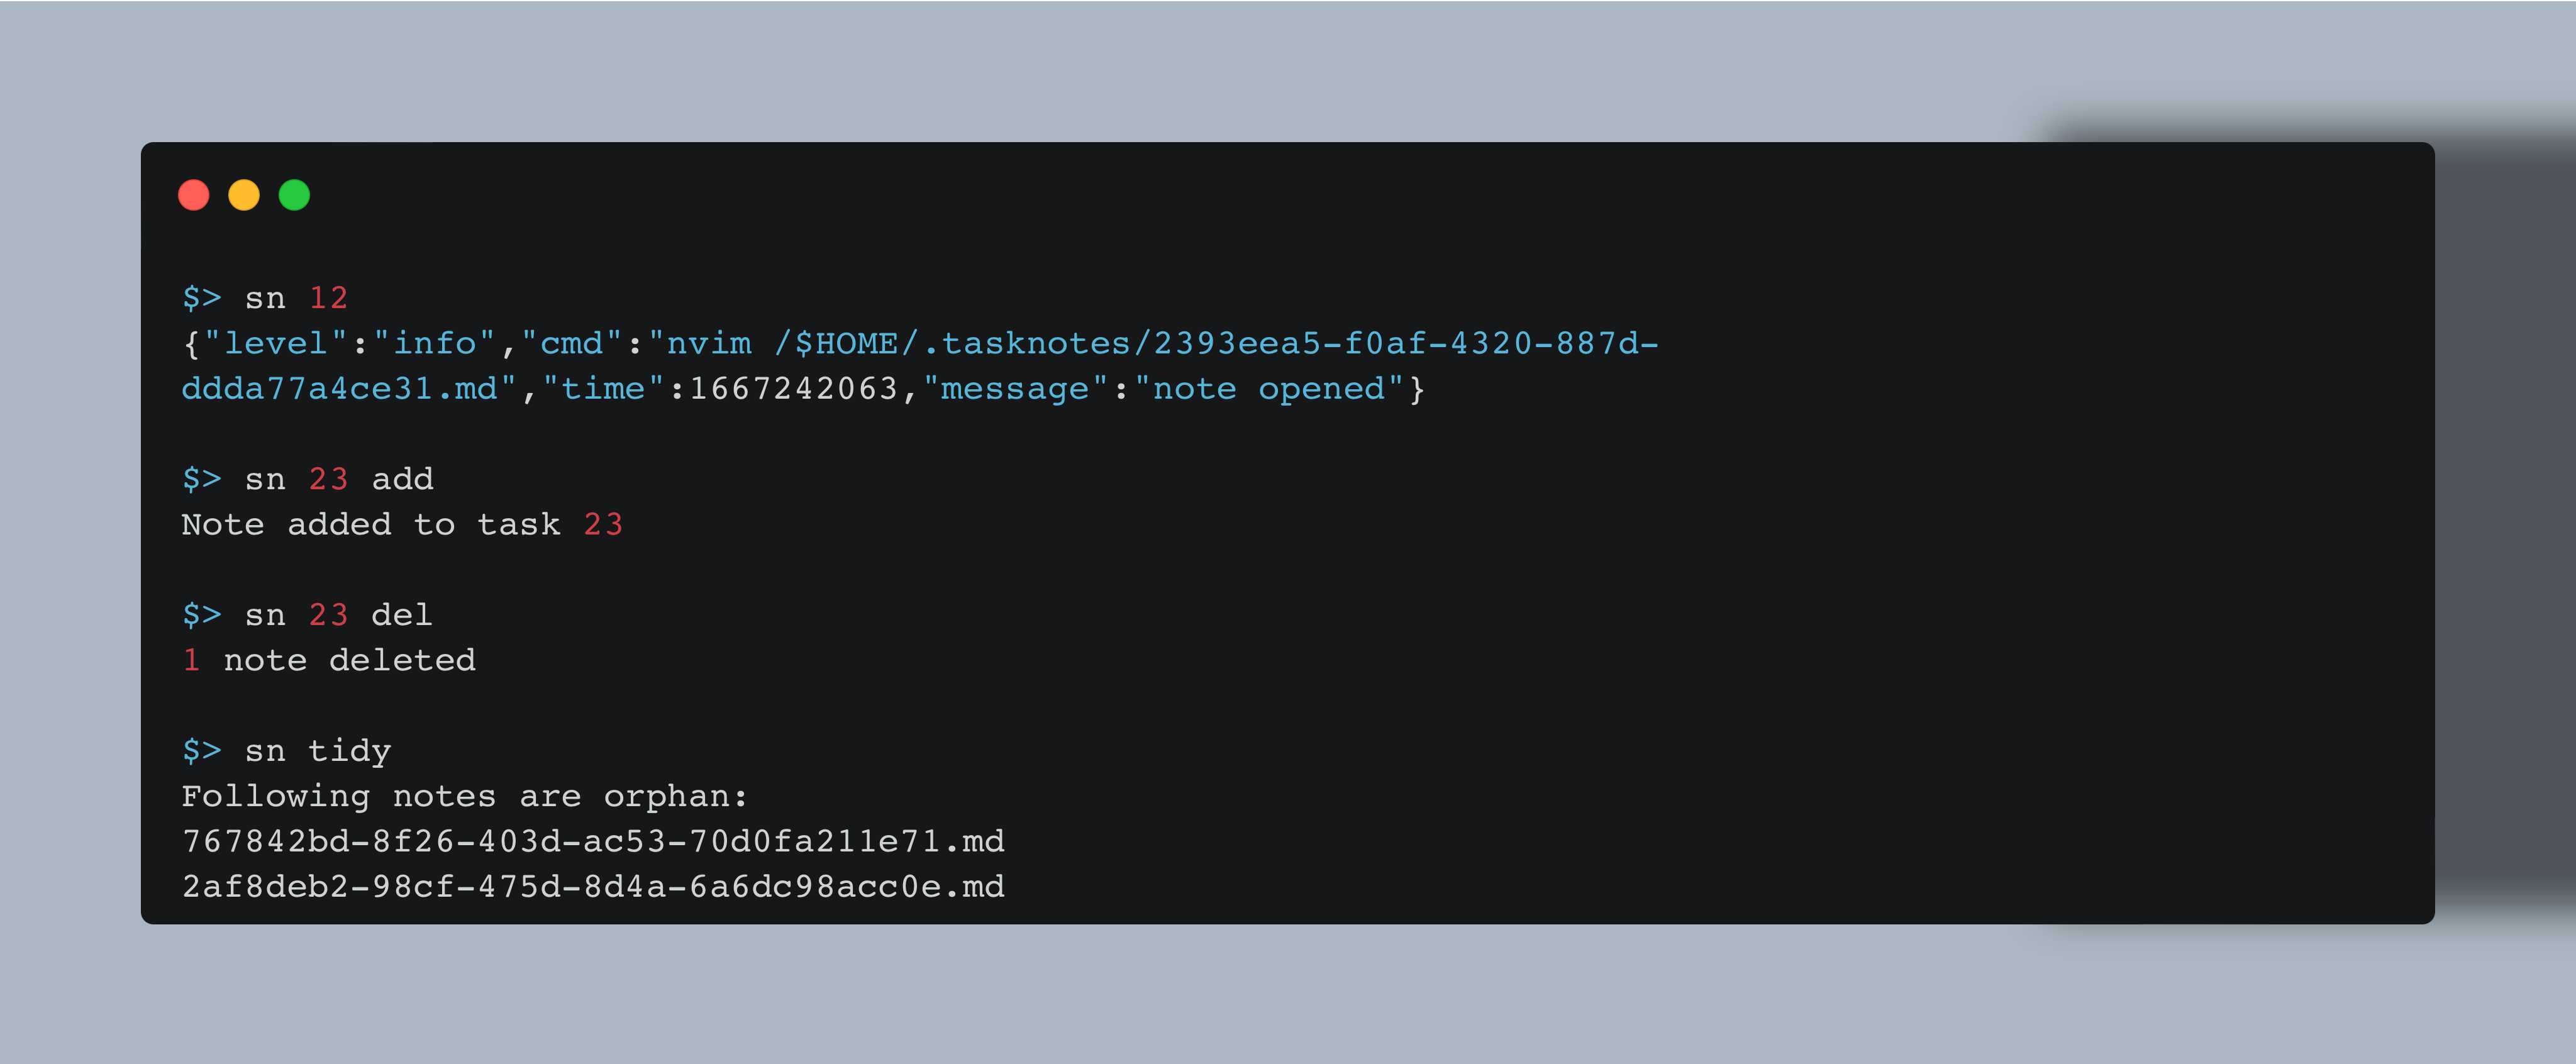 $> sn 12
{"level":"info","cmd":"nvim /$HOME/.tasknotes/2393eea5-f0af-4320-887d-
ddda77a4ce31.md","time":1667242063,"message":"note opened"}
$> sn 23 add
Note added to task 23
$> sn 23 del
1 note deleted
$> sn tidy
Following notes are orphan:
767842bd-8f26-403d-ac53-70d0fa211e71.md
2af8deb2-98cf-475d-8d4a-6a6dc98acc0e.md